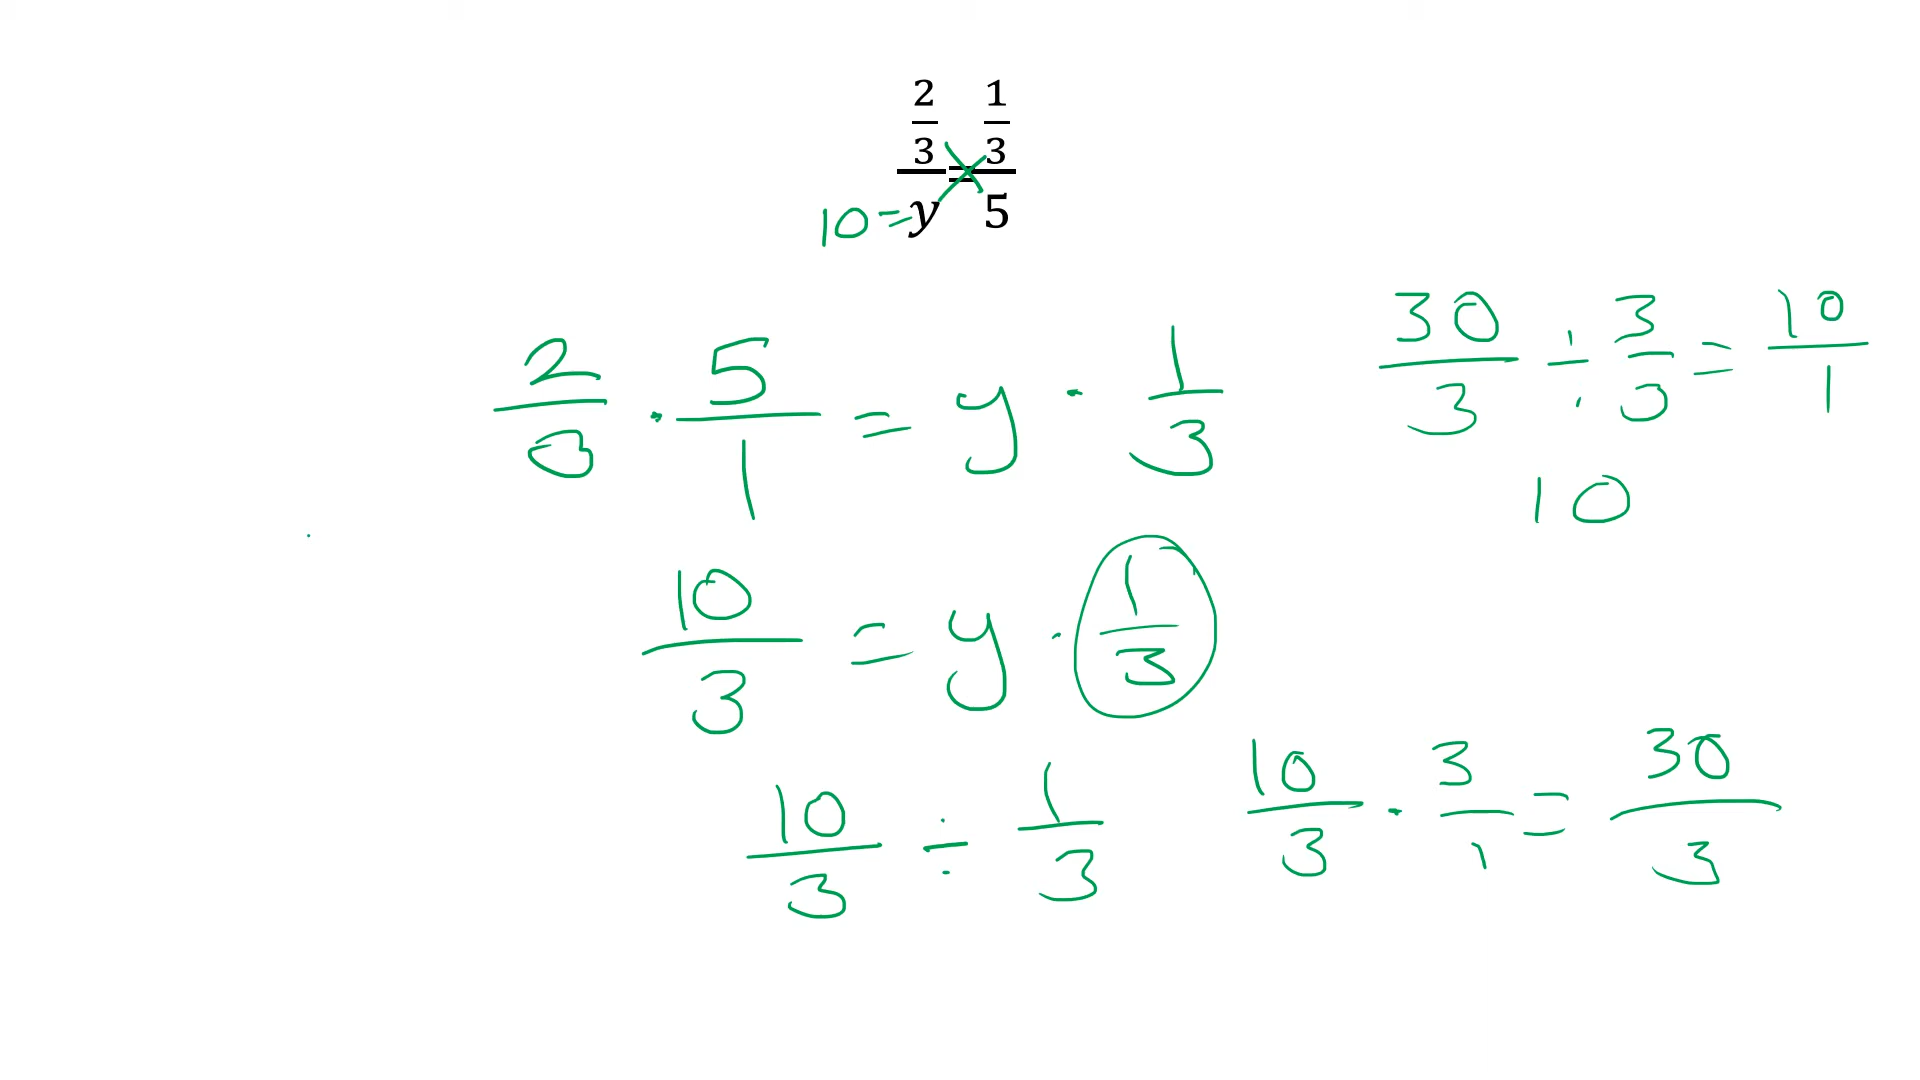 2/3 / y = 1/3 / 5
10 = y
2/3 · 5/1 = y · 1/3
30/3 ÷ 3/3 = 10/1
10
10/3 = y · 1/3
10/3 ÷ 1/3
10/3 · 3/1 = 30/3